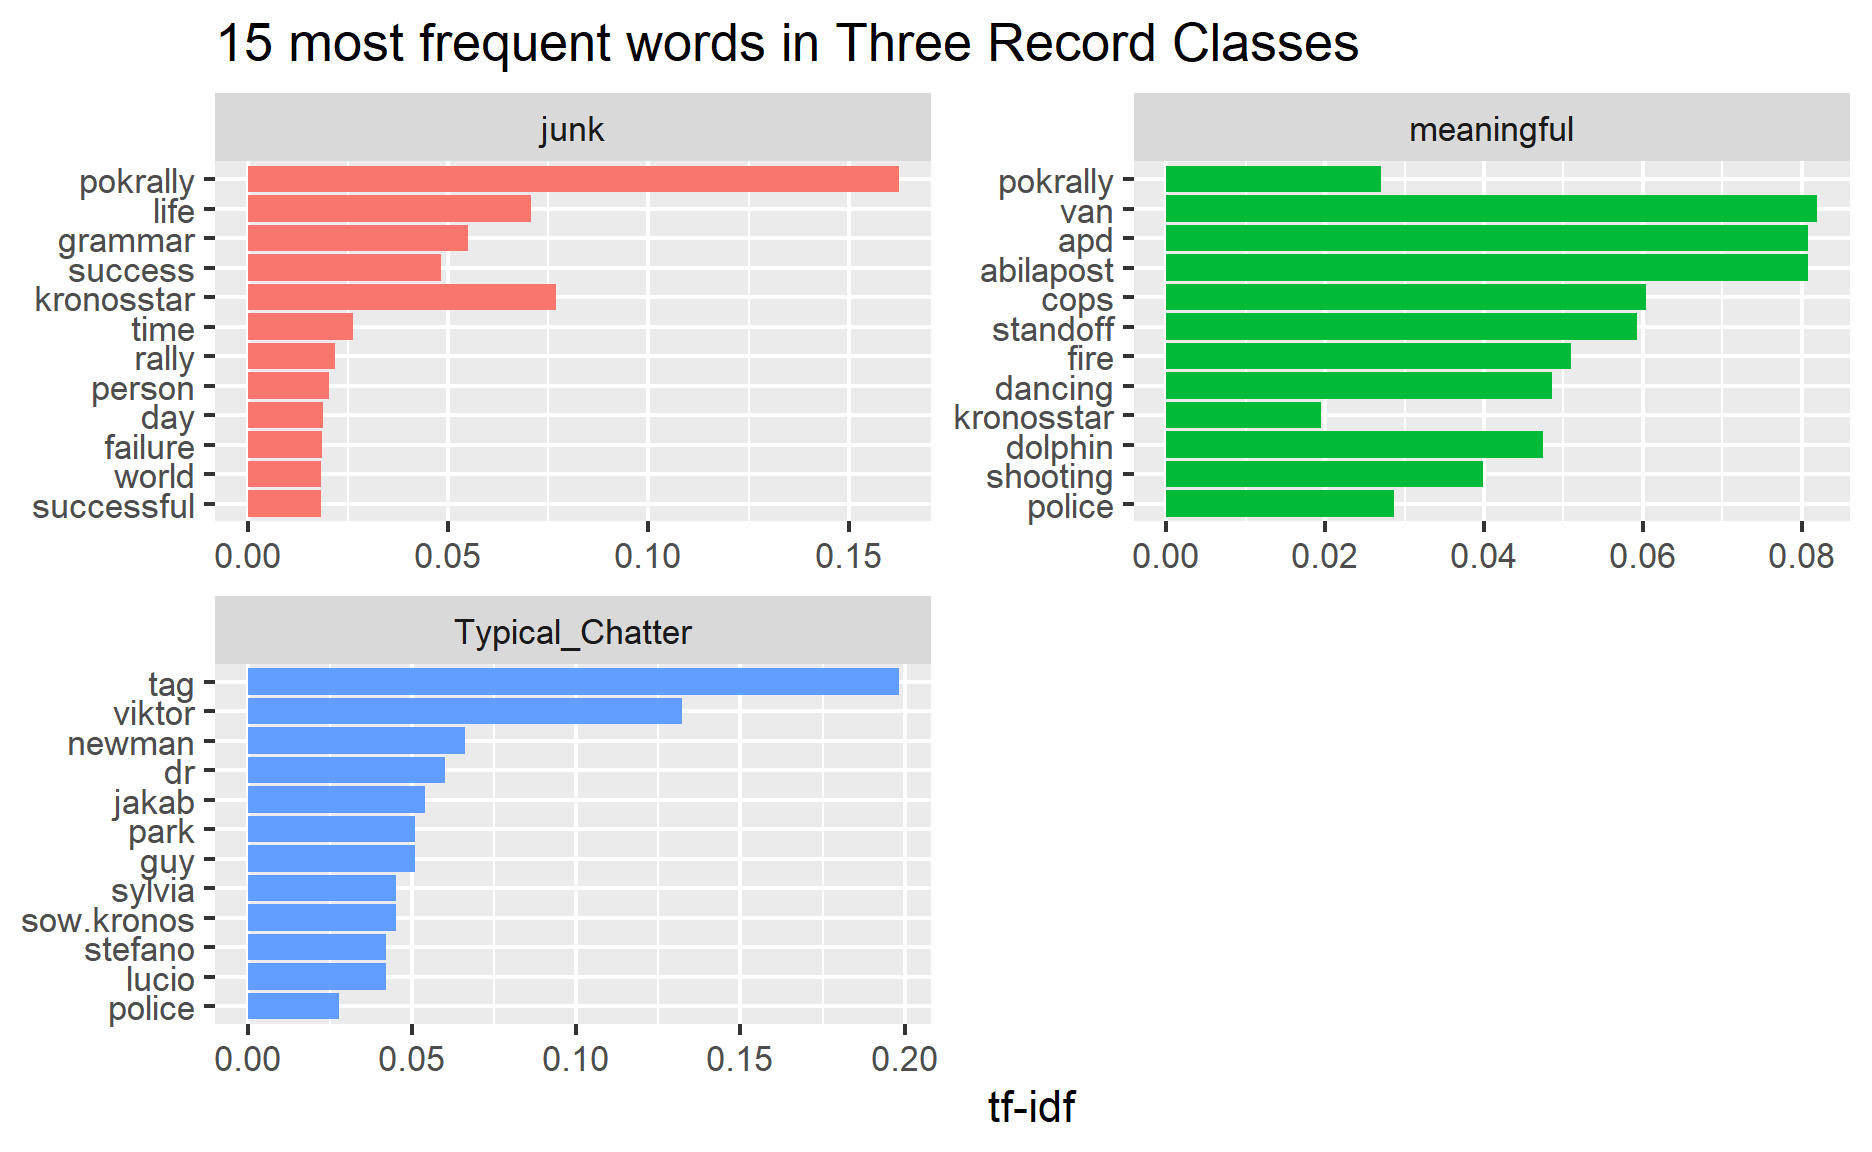 15 most frequent words in Three Record Classes
junk
pokrally
life
grammar
success
kronosstar
time
rally
person
day
failure
world
successful
0.00 0.05 0.10 0.15
meaningful
pokrally
van
apd
abilapost
cops
standoff
fire
dancing
kronosstar
dolphin
shooting
police
0.00 0.02 0.04 0.06 0.08
Typical_Chatter
tag
viktor
newman
dr
jakab
park
guy
sylvia
sow.kronos
stefano
lucio
police
0.00 0.05 0.10 0.15 0.20
tf-idf